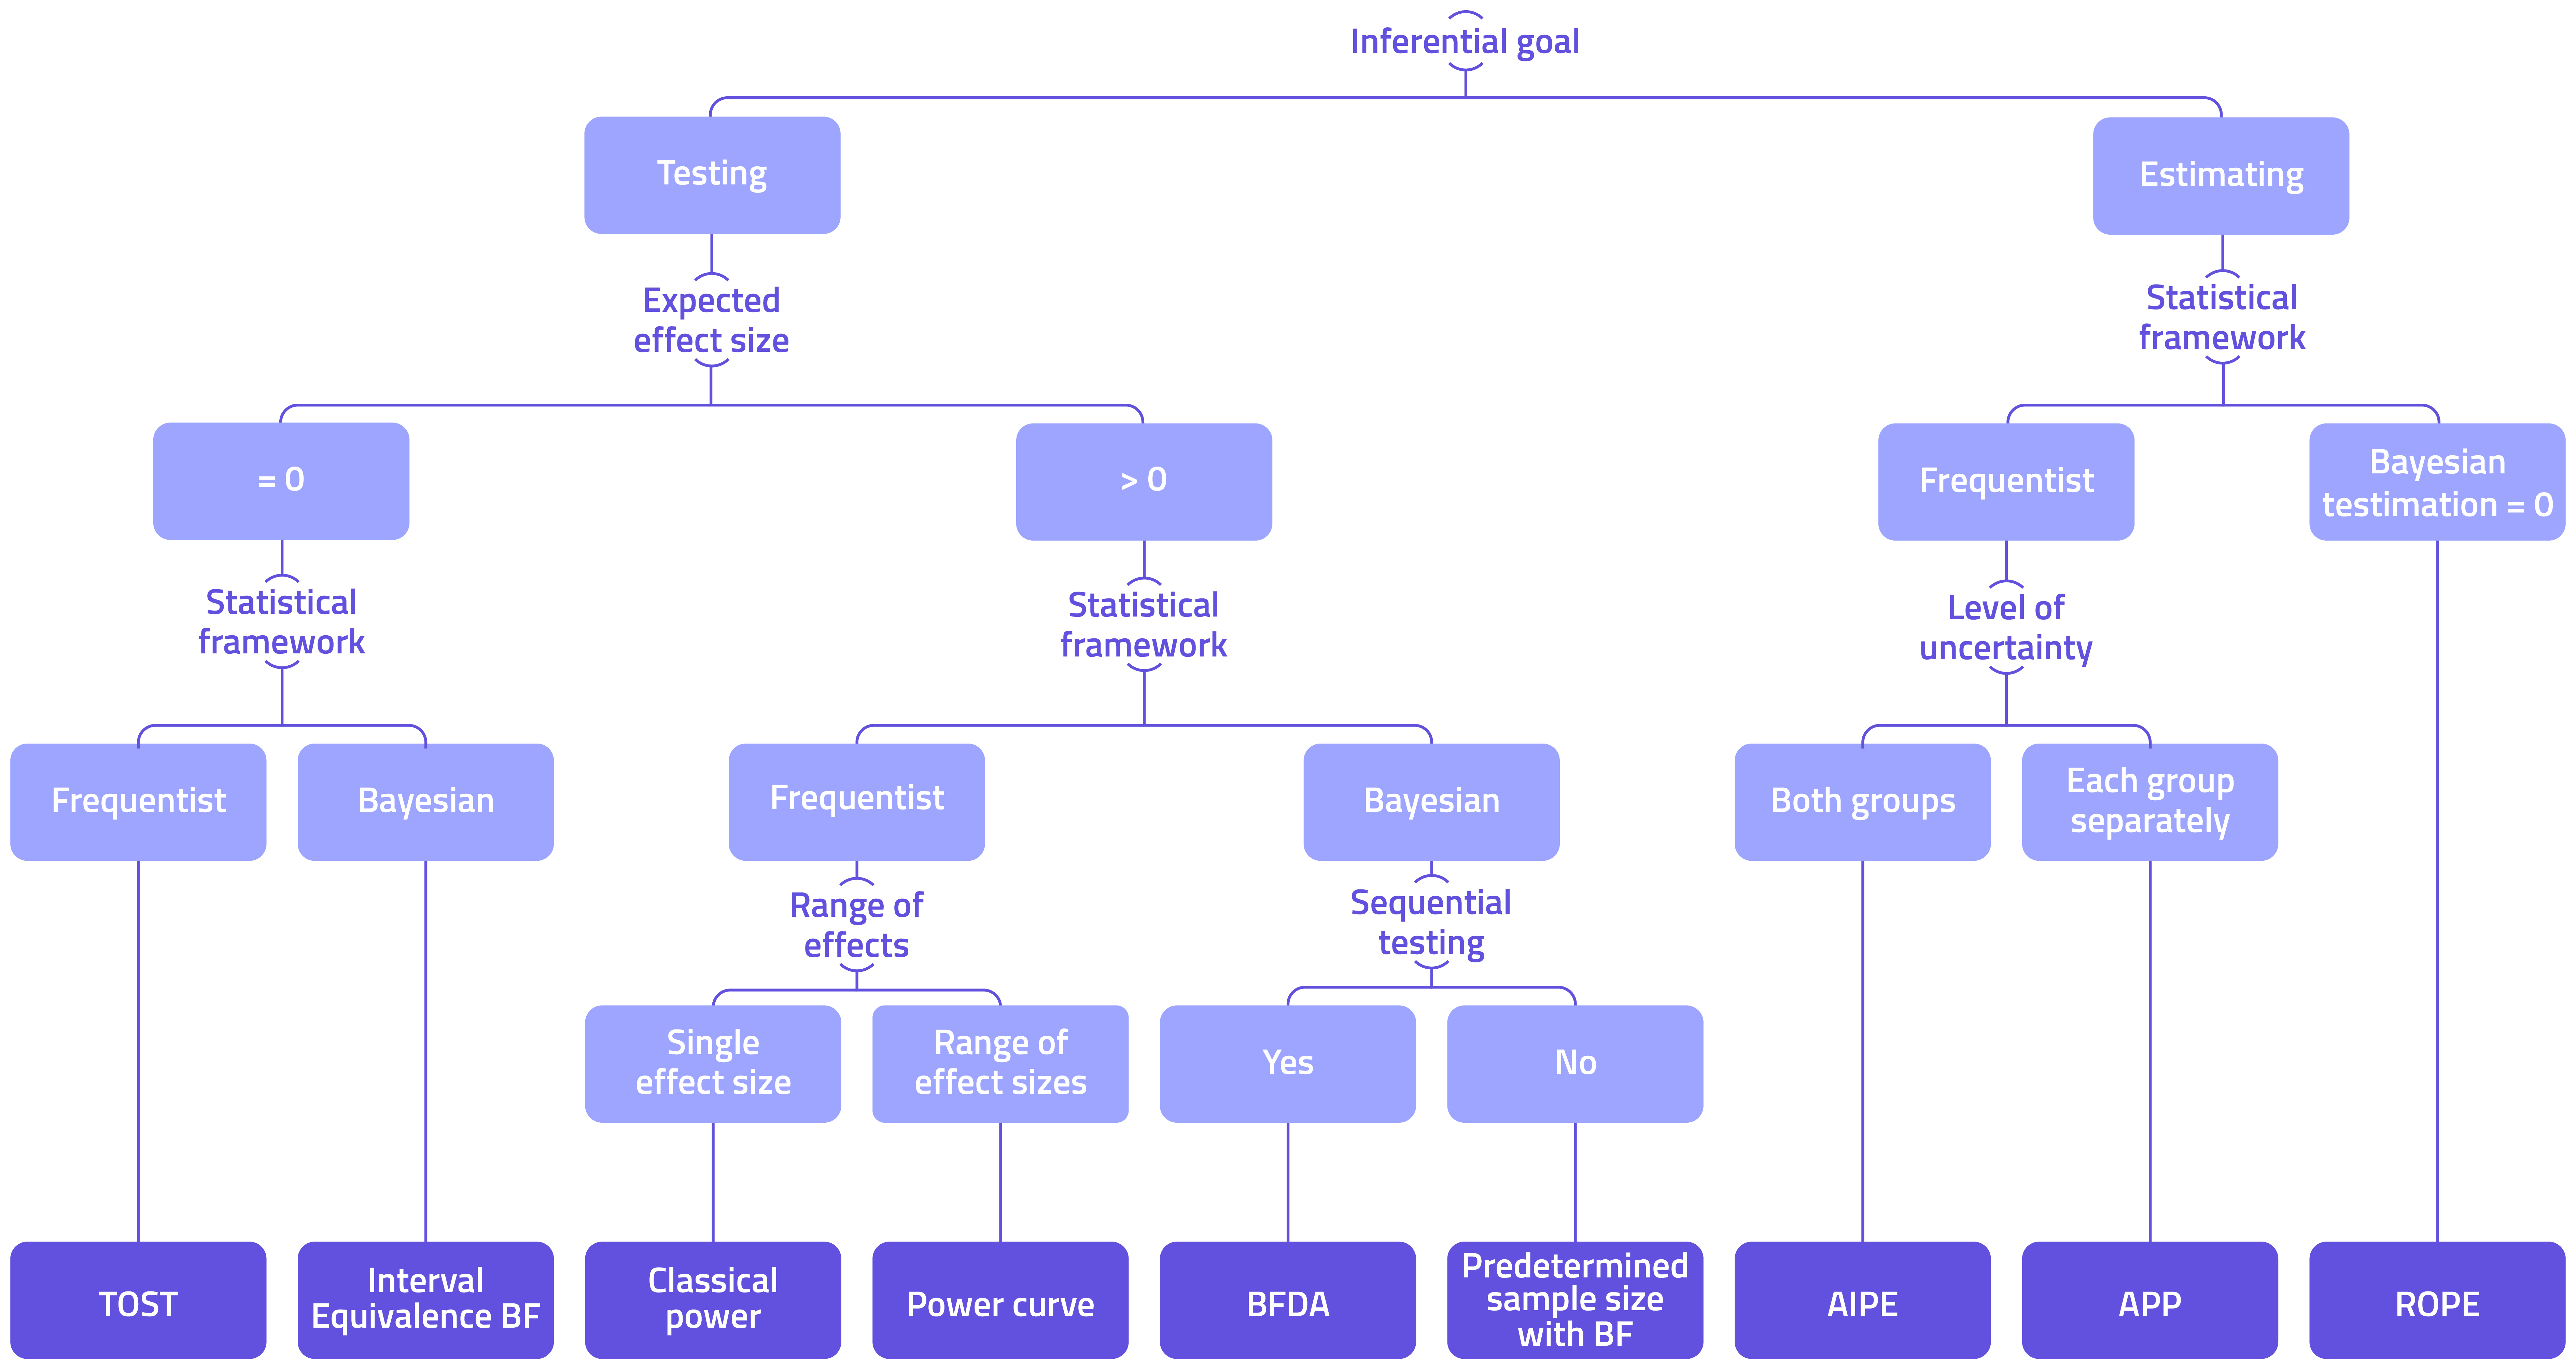 Inferential goal
Testing
Estimating
Expected
effect size
Statistical
framework
= 0
> 0
Frequentist
Bayesian
testimation = 0
Statistical
framework
Statistical
framework
Level of
uncertainty
Frequentist
Bayesian
Frequentist
Bayesian
Both groups
Each group
separately
Range of
effects
Sequential
testing
Single
effect size
Range of
effect sizes
Yes
No
TOST
Interval
Equivalence BF
Classical
power
Power curve
BFDA
Predetermined
sample size
with BF
AIPE
APP
ROPE